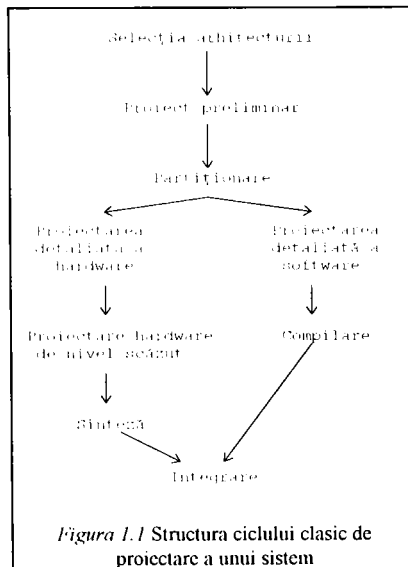 Selecția athitecturii
Proiect preliminar
Partiționare
Proiectarea
detaliată a
hardware
Proiectarea
detaliată a
software
Proiectare hardware
de nivel scăzut
Compilare
Sinteză
Integrare
Figura 1.1 Structura ciclului clasic de
proiectare a unui sistem